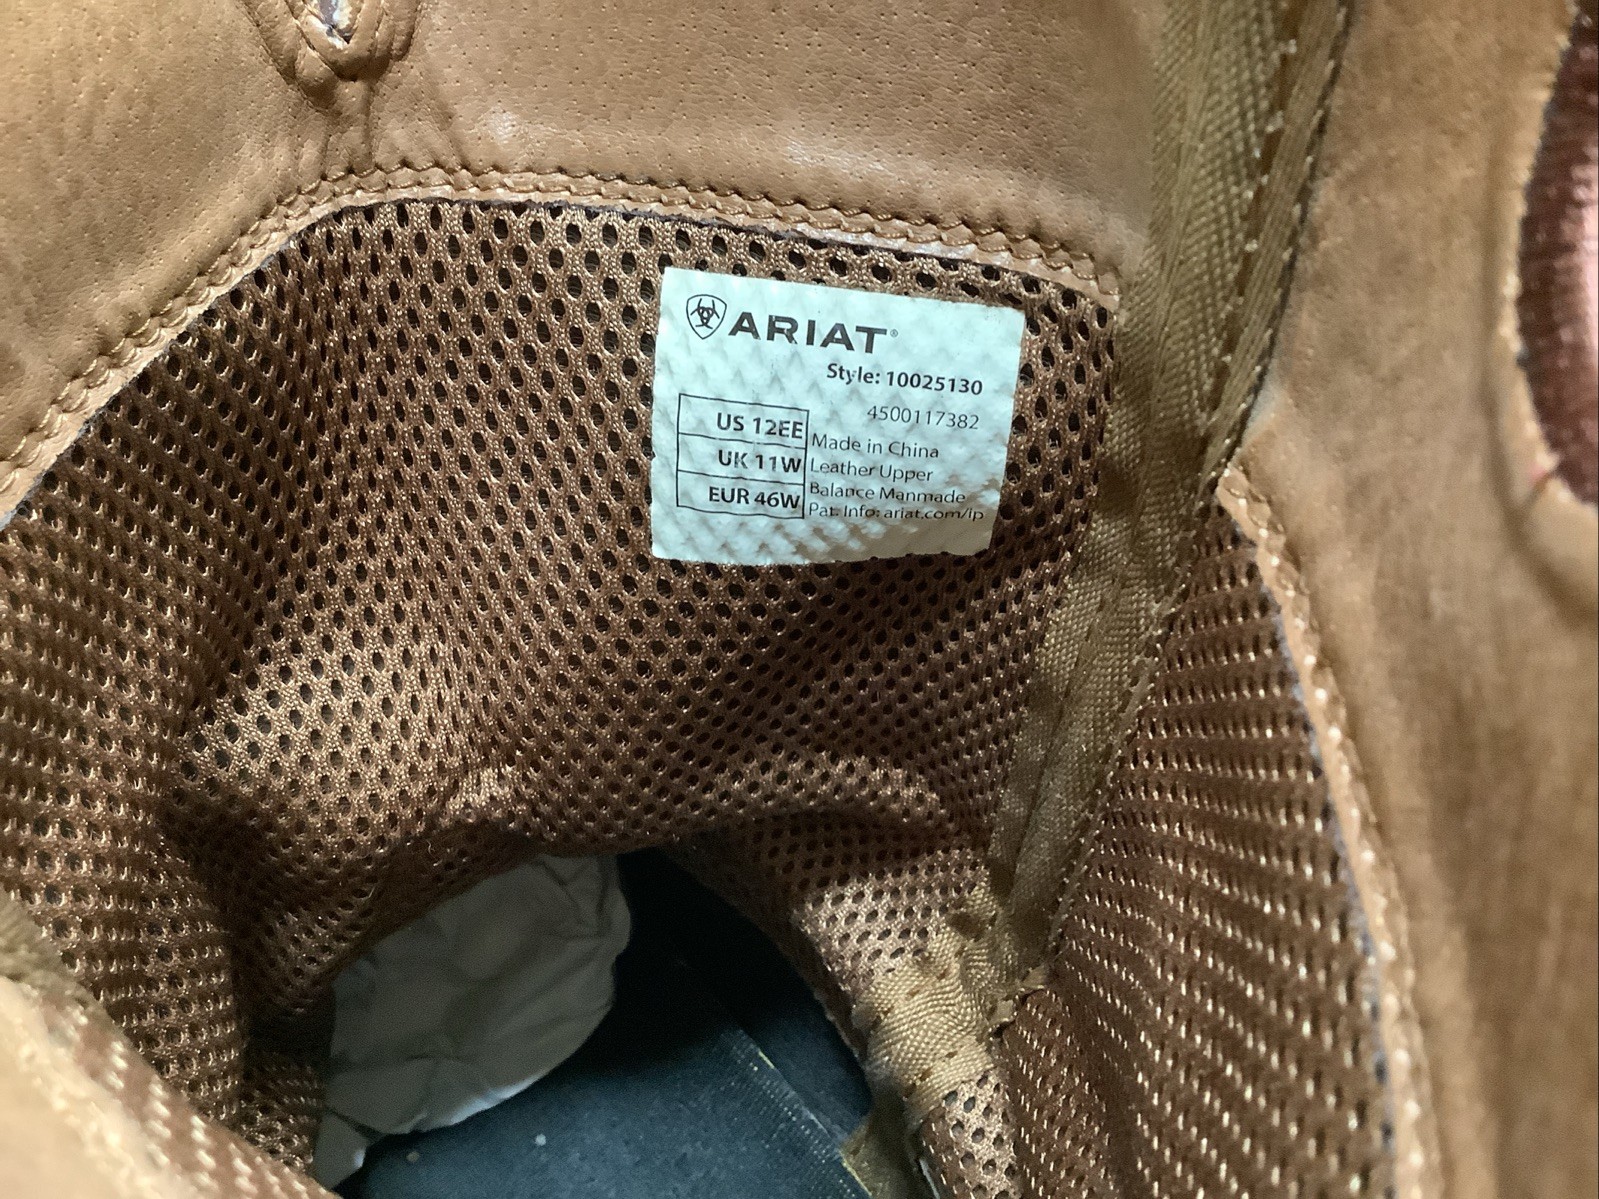 ARIAT®
Style: 10025130
4500117382
US 12EE
UK 11W
EUR 46W
Made in China
Leather Upper
Balance Manmade
Pat. Info: ariat.com/ip